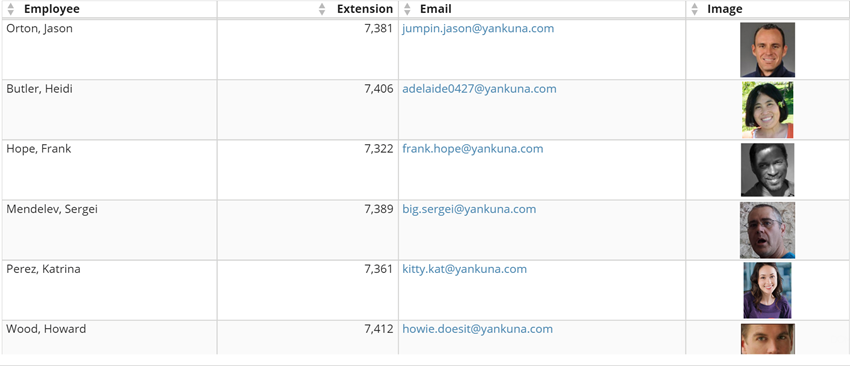 Employee Extension Email Image
Orton, Jason 7,381 jumpin.jason@yankuna.com
Butler, Heidi 7,406 adelaide0427@yankuna.com
Hope, Frank 7,322 frank.hope@yankuna.com
Mendelev, Sergei 7,389 big.sergei@yankuna.com
Perez, Katrina 7,361 kitty.kat@yankuna.com
Wood, Howard 7,412 howie.doesit@yankuna.com